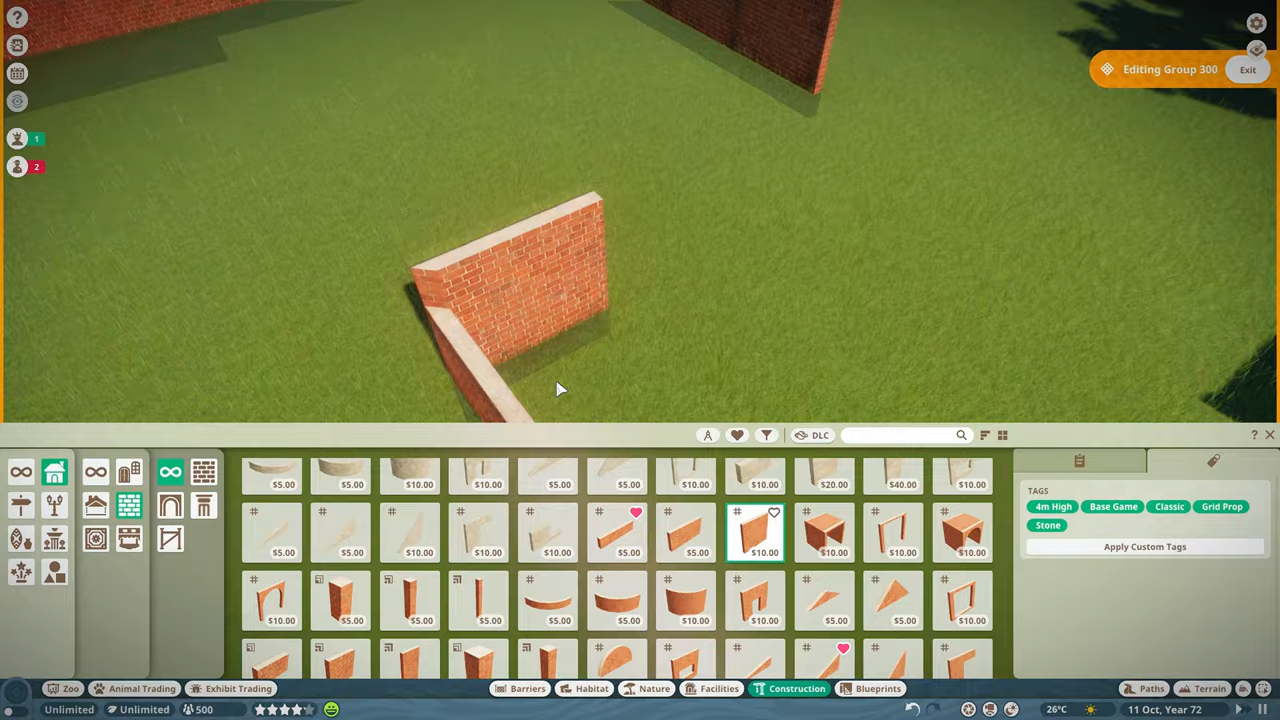 ?
Editing Group 300
Exit
1
2
DLC
? ×
$5.00 $5.00 $10.00 $10.00 $5.00 $5.00 $10.00 $10.00 $20.00 $40.00 $10.00
$5.00 $5.00 $10.00 $10.00 $10.00 $5.00 $5.00 $10.00 $10.00 $10.00 $10.00
$10.00 $5.00 $5.00 $5.00 $5.00 $5.00 $10.00 $10.00 $5.00 $5.00 $10.00
TAGS
4m High Base Game Classic Grid Prop
Stone
Apply Custom Tags
Zoo Animal Trading Exhibit Trading Barriers Habitat Nature Facilities Construction Blueprints Paths Terrain
Unlimited Unlimited 500 26°C 11 Oct, Year 72